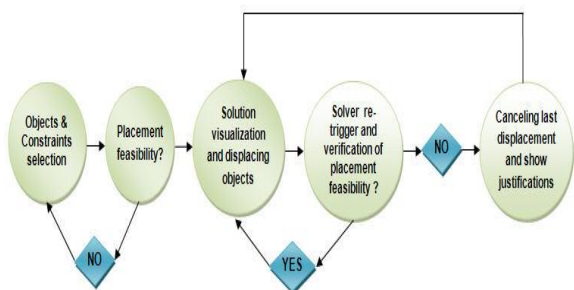 Objects &
Constraints
selection
Placement
feasibility?
NO
Solution
visualization
and displacing
objects
Solver re-
trigger and
verification of
placement
feasibility ?
YES
NO
Canceling last
displacement
and show
justifications